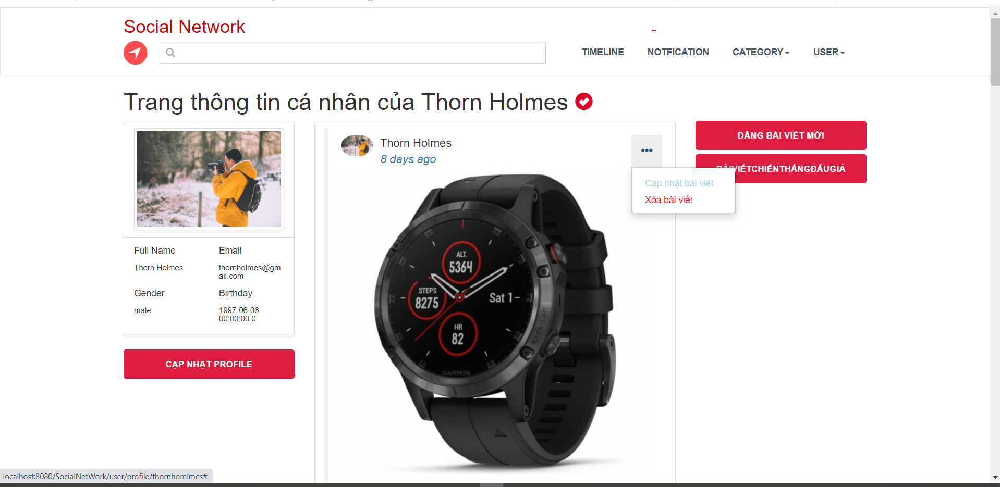 Social Network
TIMELINE
NOTFICATION
CATEGORY
USER
Trang thông tin cá nhân của Thorn Holmes
Thorn Holmes
8 days ago
•••
Cập nhật bài viết
Xóa bài viết
ĐĂNG BÀI VIẾT MỚI
BÀIVIẾTCHIẾNTHẮNGĐẤUGIÁ
Full Name
Email
Thorn Holmes
thornholmes@gm
ail.com
Gender
Birthday
male
1997-06-06
00:00:00.0
CẬP NHẬT PROFILE
ALT.
5364
STEPS
8275
Sat 1
HR
82
GARMIN
BACK•LAP
localhost:8080/SocialNetWork/user/profile/thornhomlmes#